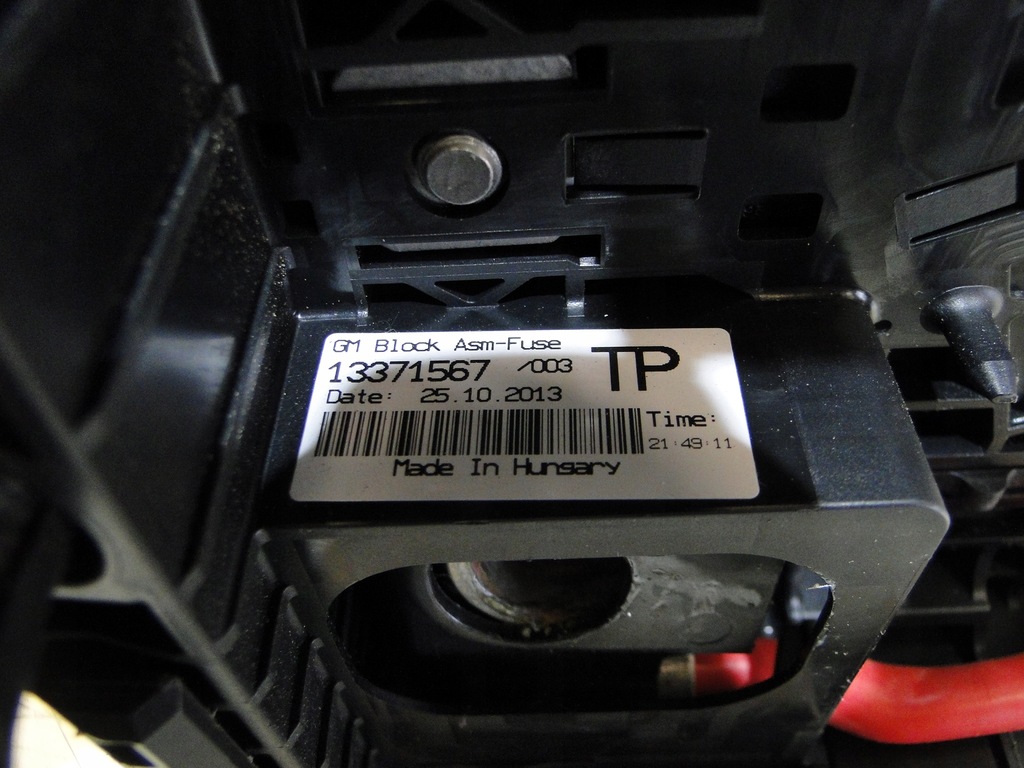 GM Block Asm-Fuse
13371567 /003 TP
Date: 25.10.2013
Time:
21:49:11
Made In Hungary